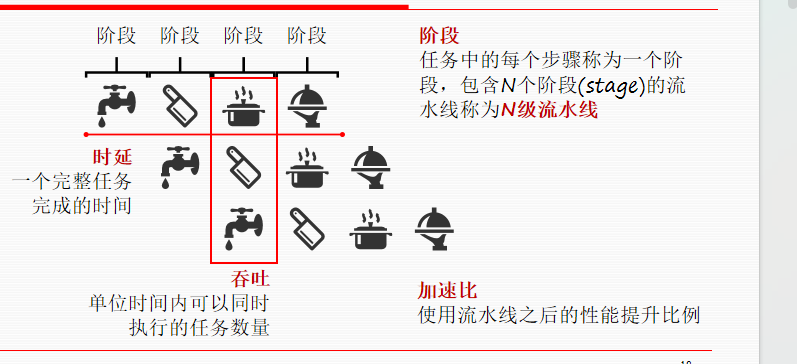 阶段 阶段 阶段 阶段
时延
一个完整任务
完成的时间
吞吐
单位时间内可以同时
执行的任务数量
阶段
任务中的每个步骤称为一个阶
段，包含N个阶段(stage)的流
水线称为N级流水线
加速比
使用流水线之后的性能提升比例